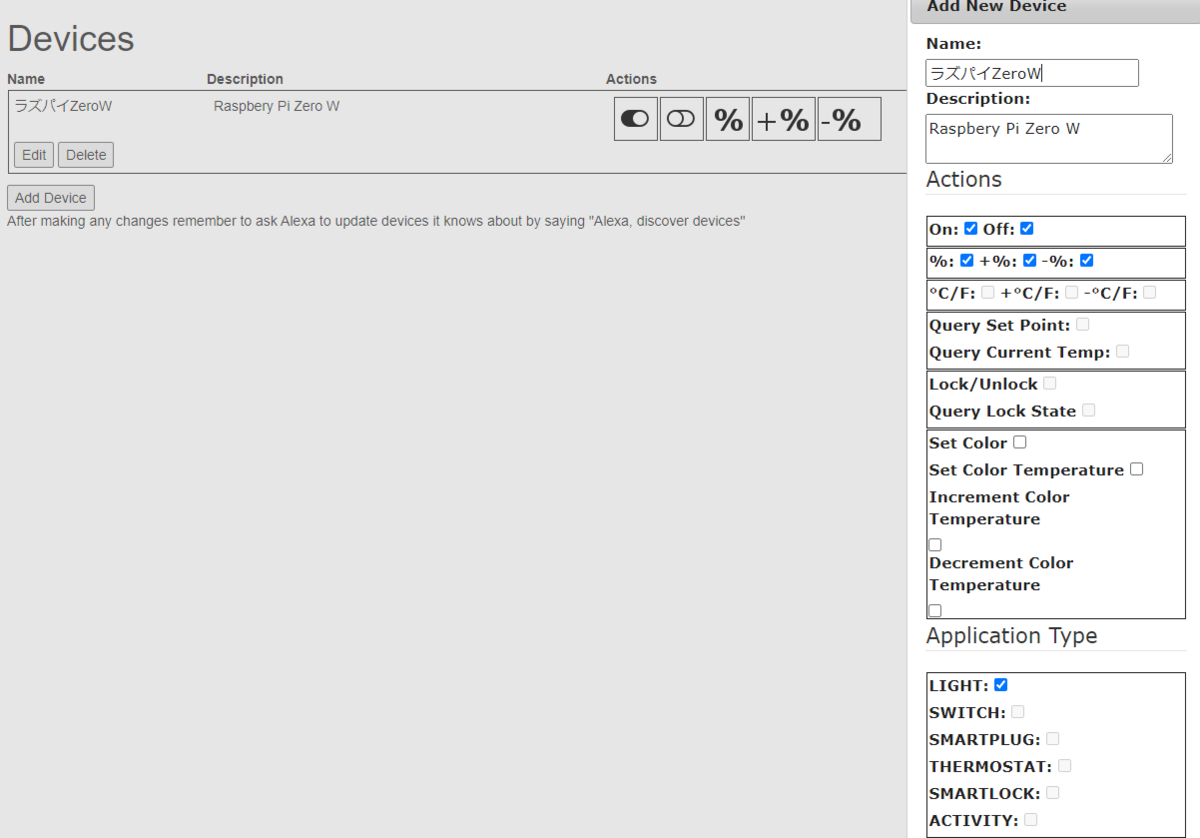 Devices
Name Description Actions
ラズパイZeroW Raspbery Pi Zero W % +% -%
Edit Delete
Add Device
After making any changes remember to ask Alexa to update devices it knows about by saying "Alexa, discover devices"
Add New Device
Name:
ラズパイZeroW
Description:
Raspbery Pi Zero W
Actions
On: Off:
%: +%: -%:
°C/F: +°C/F: -°C/F:
Query Set Point:
Query Current Temp:
Lock/Unlock
Query Lock State
Set Color
Set Color Temperature
Increment Color
Temperature
Decrement Color
Temperature
Application Type
LIGHT:
SWITCH:
SMARTPLUG:
THERMOSTAT:
SMARTLOCK:
ACTIVITY: